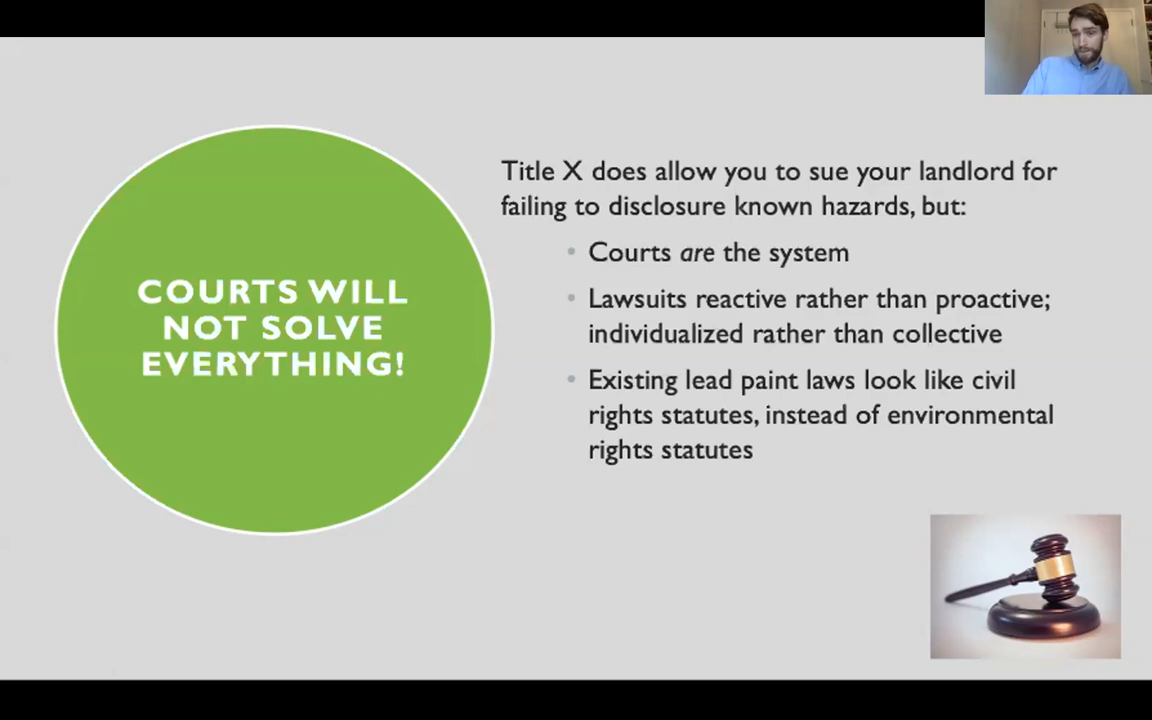 COURTS WILL
NOT SOLVE
EVERYTHING!
Title X does allow you to sue your landlord for
failing to disclosure known hazards, but:
• Courts are the system
• Lawsuits reactive rather than proactive;
individualized rather than collective
• Existing lead paint laws look like civil
rights statutes, instead of environmental
rights statutes